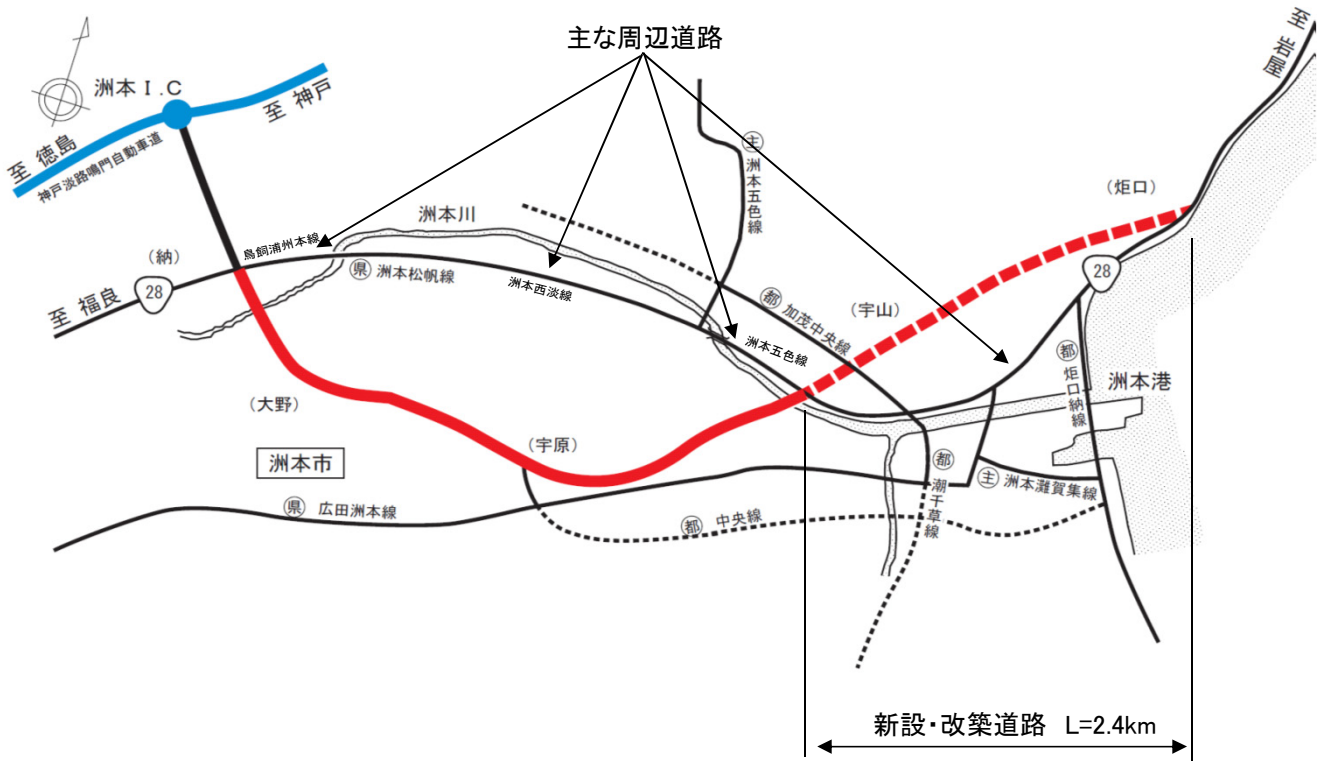 主な周辺道路
至 岩屋
洲本I.C
至 神戸
至 徳島
神戸淡路鳴門自動車道
㊤洲本五色線
(炬口)
洲本川
(納)
鳥飼浦州本線
28
㊩洲本松帆線
至 福良
28
洲本西淡線
都 加茂中央線
(宇山)
洲本五色線
都 炬口納線
洲本港
(大野)
(宇原)
洲本市
都 潮干草線
主 洲本灘賀集線
県 広田洲本線
都 中央線
新設・改築道路 L=2.4km